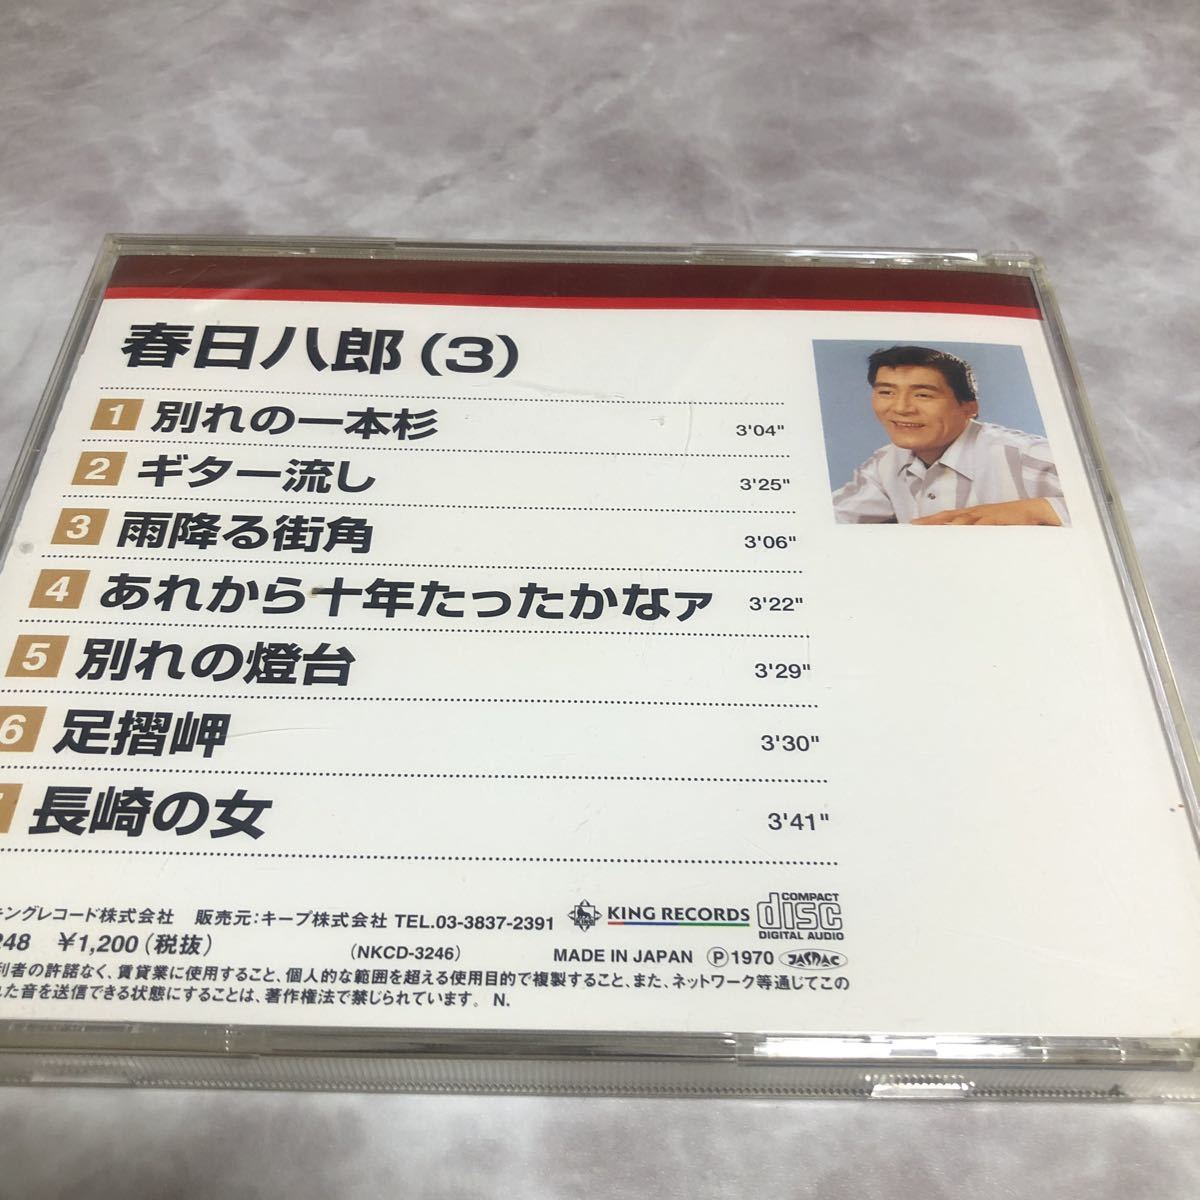 春日八郎(3)
1 別れの一本杉 3'04"
2 ギター流し 3'25"
3 雨降る街角 3'06"
4 あれから十年たったかなァ 3'22"
5 別れの燈台 3'29"
6 足摺岬 3'30"
長崎の女 3'41"
キングレコード株式会社 販売元:キープ株式会社 TEL.03-3837-2391 KING RECORDS COMPACT disc DIGITAL AUDIO
248 ¥1,200(税抜) (NKCD-3246) MADE IN JAPAN Ⓟ1970 JASRAC
利者の許諾なく、賃貸業に使用すること、個人的な範囲を超える使用目的で複製すること、また、ネットワーク等通じてこの
れた音を送信できる状態にすることは、著作権法で禁じられています。 N.